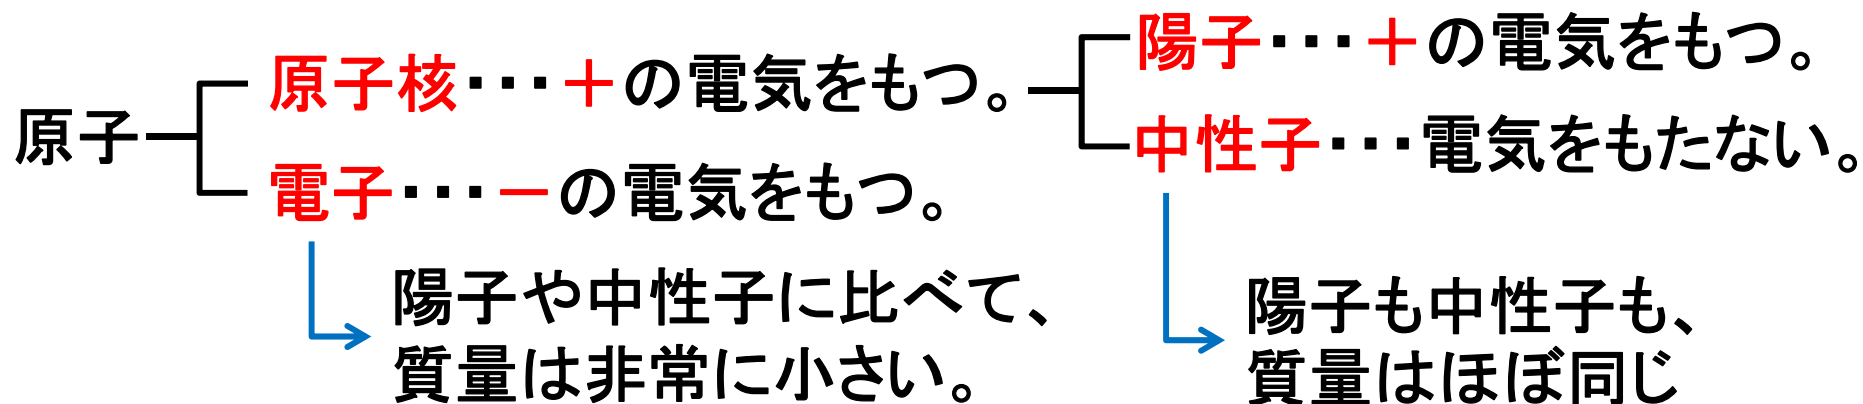 原子
原子核・・・＋の電気をもつ。
電子・・・－の電気をもつ。
陽子や中性子に比べて、
質量は非常に小さい。
陽子・・・＋の電気をもつ。
中性子・・・電気をもたない。
陽子も中性子も、
質量はほぼ同じ